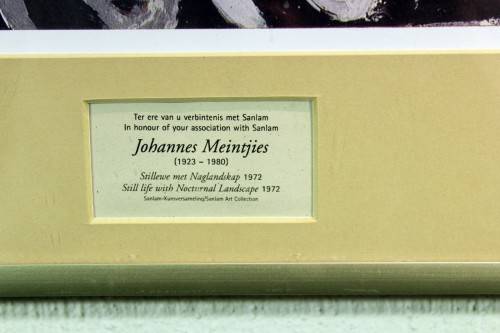 Ter ere van u verbintenis met Sanlam
In honour of your association with Sanlam
Johannes Meintjies
(1923 – 1980)
Stillewe met Naglandskap 1972
Still life with Nocturnal Landscape 1972
Sanlam-Kunsversameling/Sanlam Art Collection